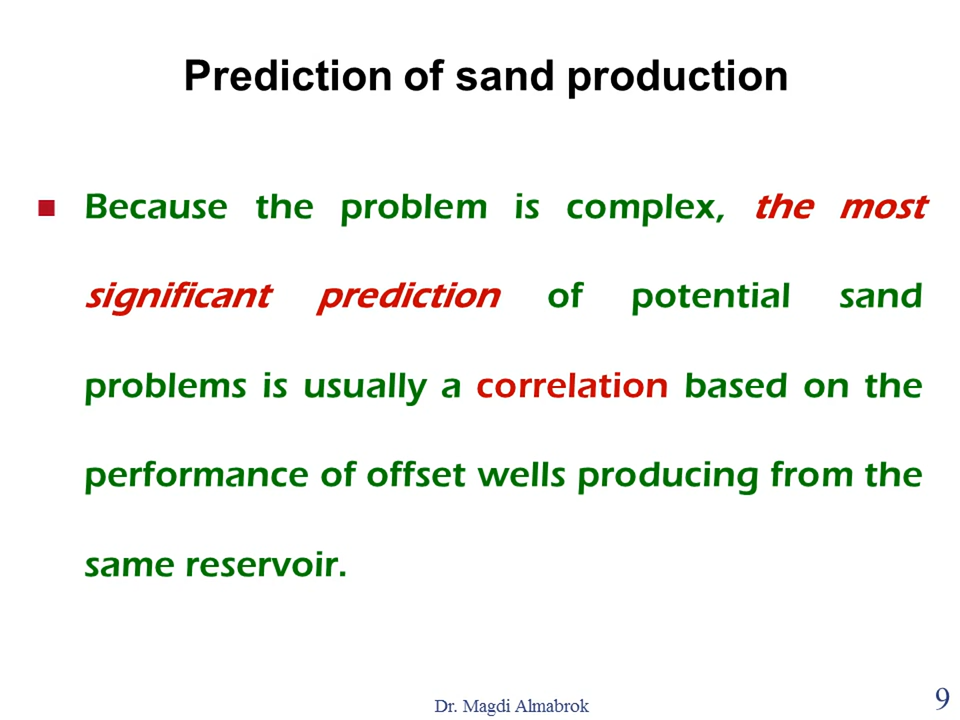 Prediction of sand production
Because the problem is complex, the most
significant prediction of potential sand
problems is usually a correlation based on the
performance of offset wells producing from the
same reservoir.
Dr. Magdi Almabrok
9